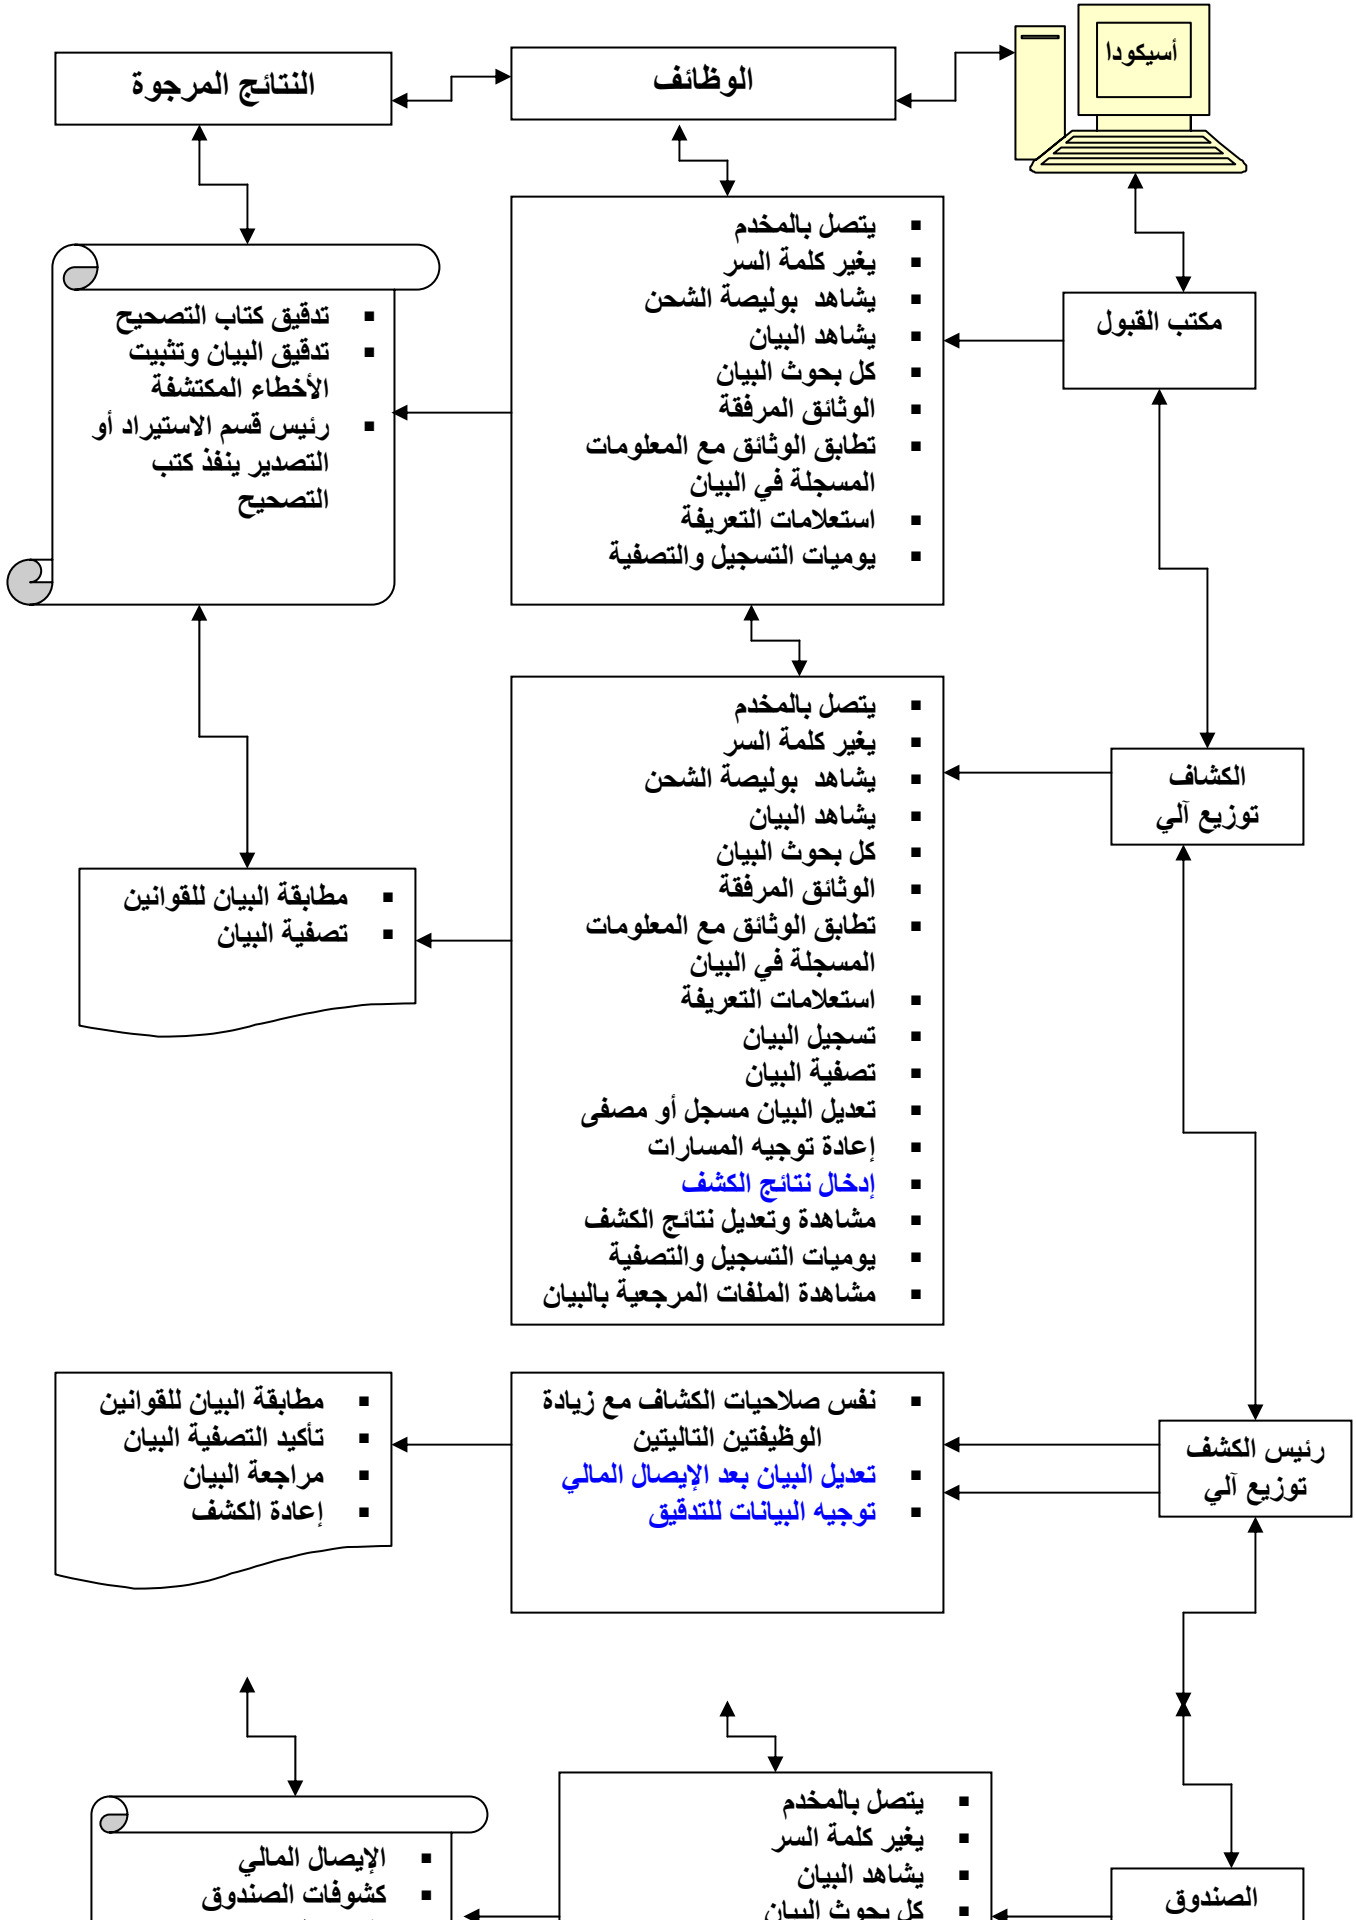 أسيكودا
الوظائف
النتائج المرجوة
مكتب القبول
يتصل بالمخدم
يغير كلمة السر
يشاهد بوليصة الشحن
يشاهد البيان
كل بحوث البيان
الوثائق المرفقة
تطابق الوثائق مع المعلومات
المسجلة في البيان
استعلامات التعريفة
يوميات التسجيل والتصفية
تدقيق كتاب التصحيح
تدقيق البيان وتثبيت
الأخطاء المكتشفة
رئيس قسم الاستيراد أو
التصدير ينفذ كتب
التصحيح
الكشاف
توزيع آلي
يتصل بالمخدم
يغير كلمة السر
يشاهد بوليصة الشحن
يشاهد البيان
كل بحوث البيان
الوثائق المرفقة
تطابق الوثائق مع المعلومات
المسجلة في البيان
استعلامات التعريفة
تسجيل البيان
تصفية البيان
تعديل البيان مسجل أو مصفى
إعادة توجيه المسارات
إدخال نتائج الكشف
مشاهدة وتعديل نتائج الكشف
يوميات التسجيل والتصفية
مشاهدة الملفات المرجعية بالبيان
مطابقة البيان للقوانين
تصفية البيان
رئيس الكشف
توزيع آلي
نفس صلاحيات الكشاف مع زيادة
الوظيفتين التاليتين
تعديل البيان بعد الإيصال المالي
توجيه البيانات للتدقيق
مطابقة البيان للقوانين
تأكيد التصفية البيان
مراجعة البيان
إعادة الكشف
الصندوق
يتصل بالمخدم
يغير كلمة السر
يشاهد البيان
كل بحوث البيان
الإيصال المالي
كشوفات الصندوق